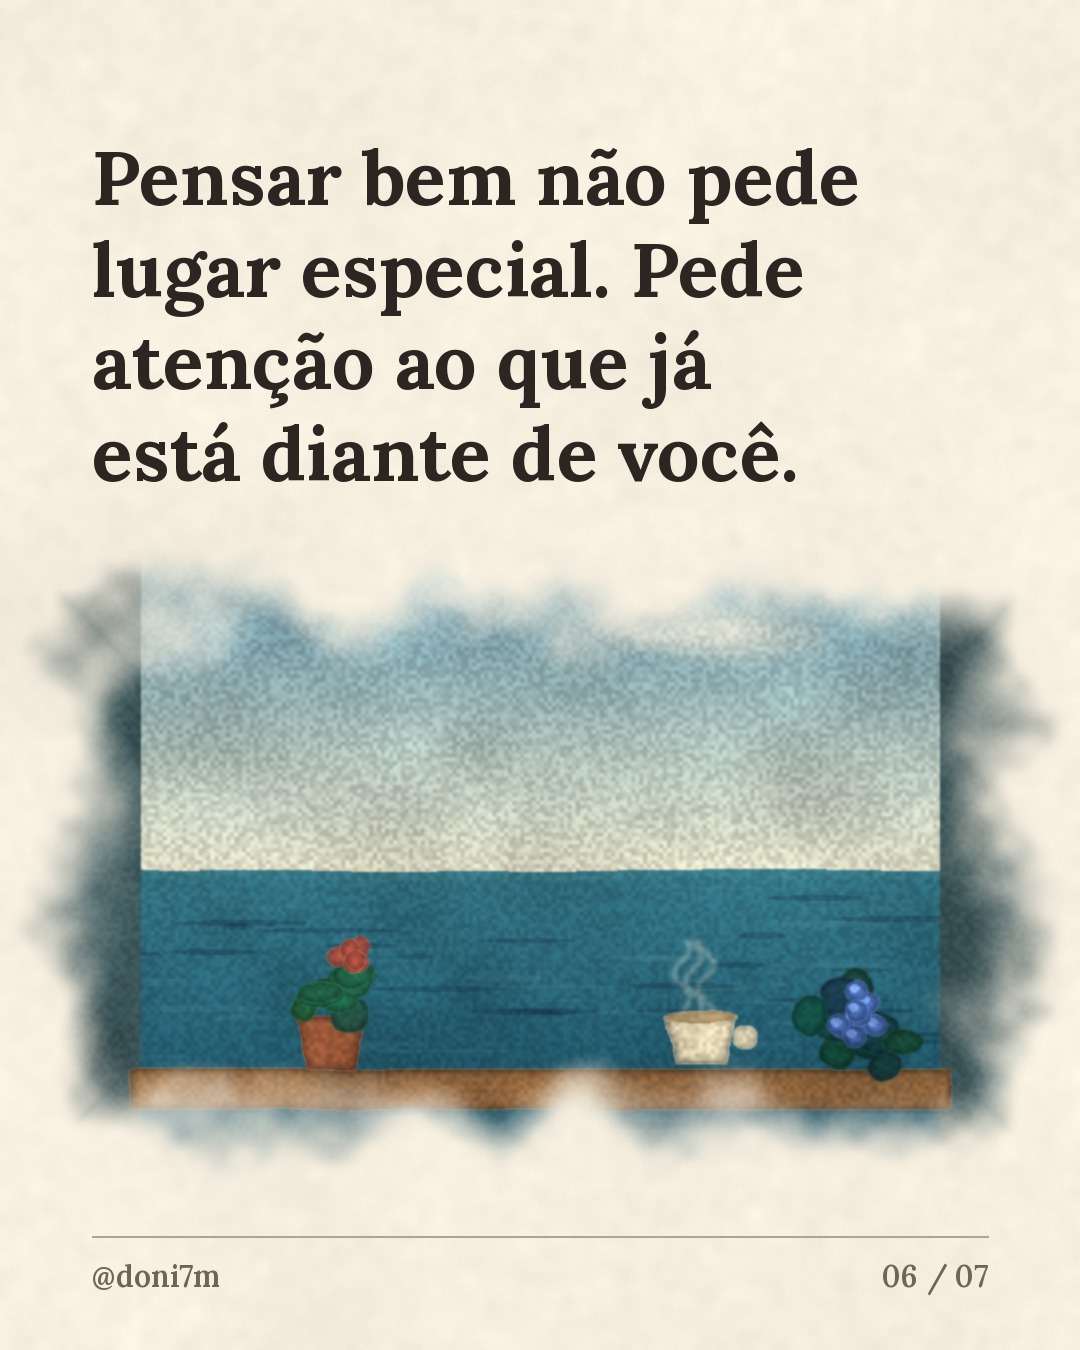 Pensar bem não pede
lugar especial. Pede
atenção ao que já
está diante de você.
@doni7m
06 / 07